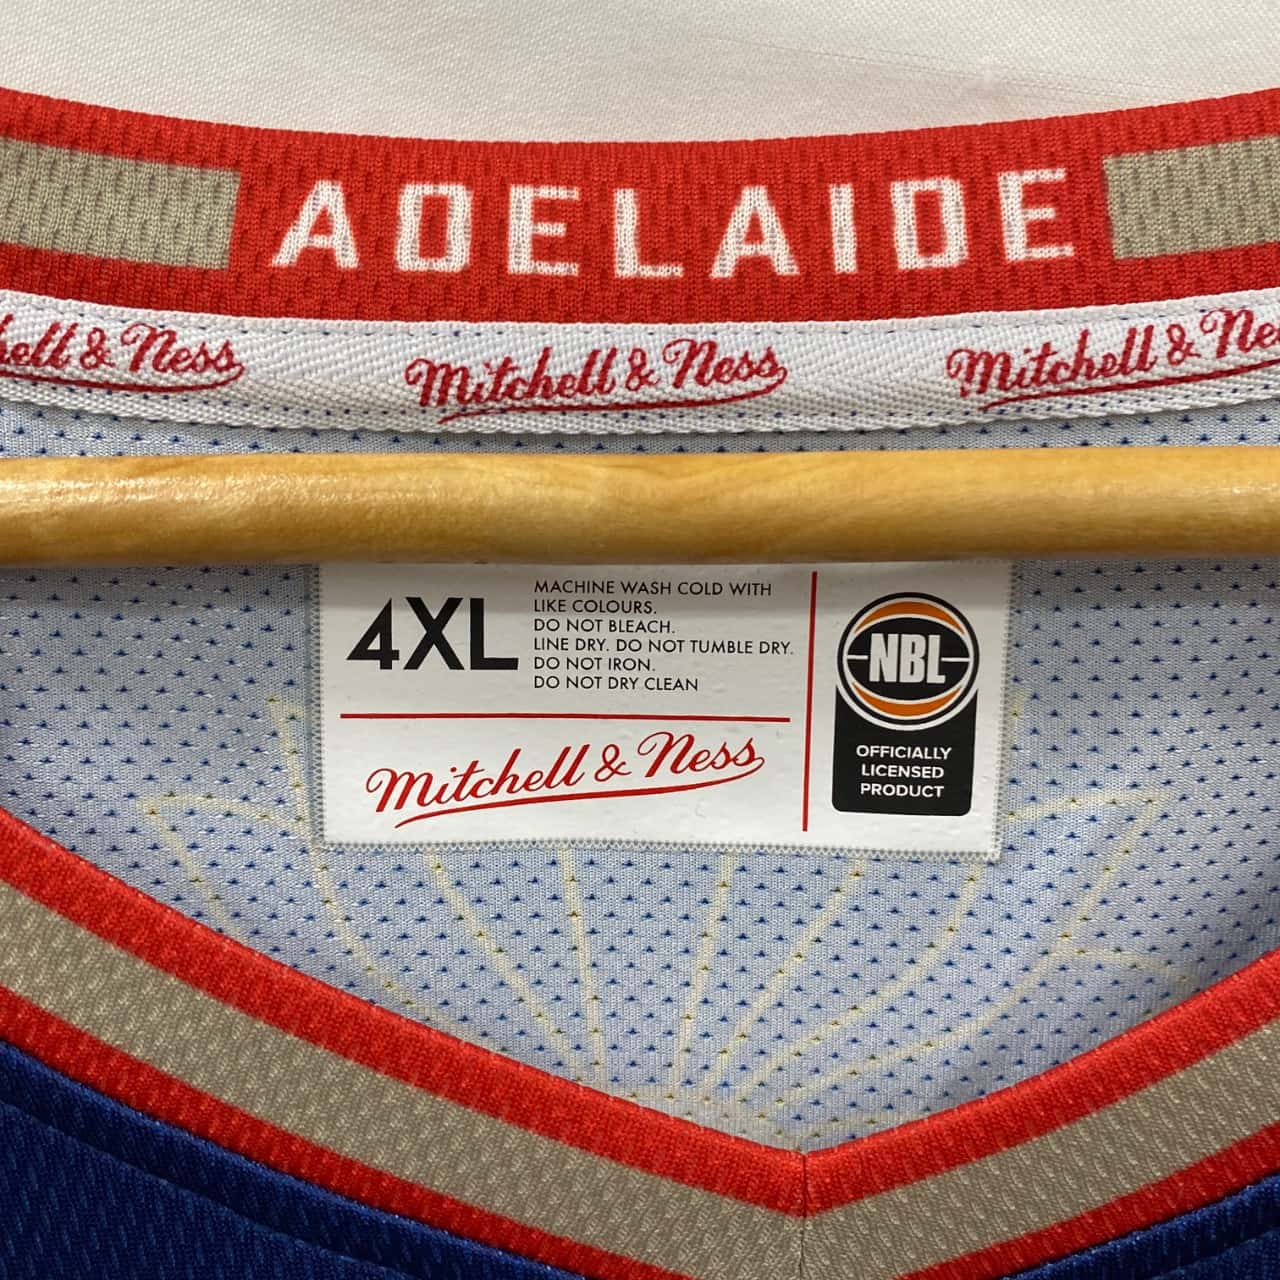 ADELAIDE
Mitchell & Ness
Mitchell & Ness
Mitchell &
4XL
MACHINE WASH COLD WITH
LIKE COLOURS.
DO NOT BLEACH.
LINE DRY. DO NOT TUMBLE DRY.
DO NOT IRON.
DO NOT DRY CLEAN
Mitchell & Ness
NBL
OFFICIALLY
LICENSED
PRODUCT